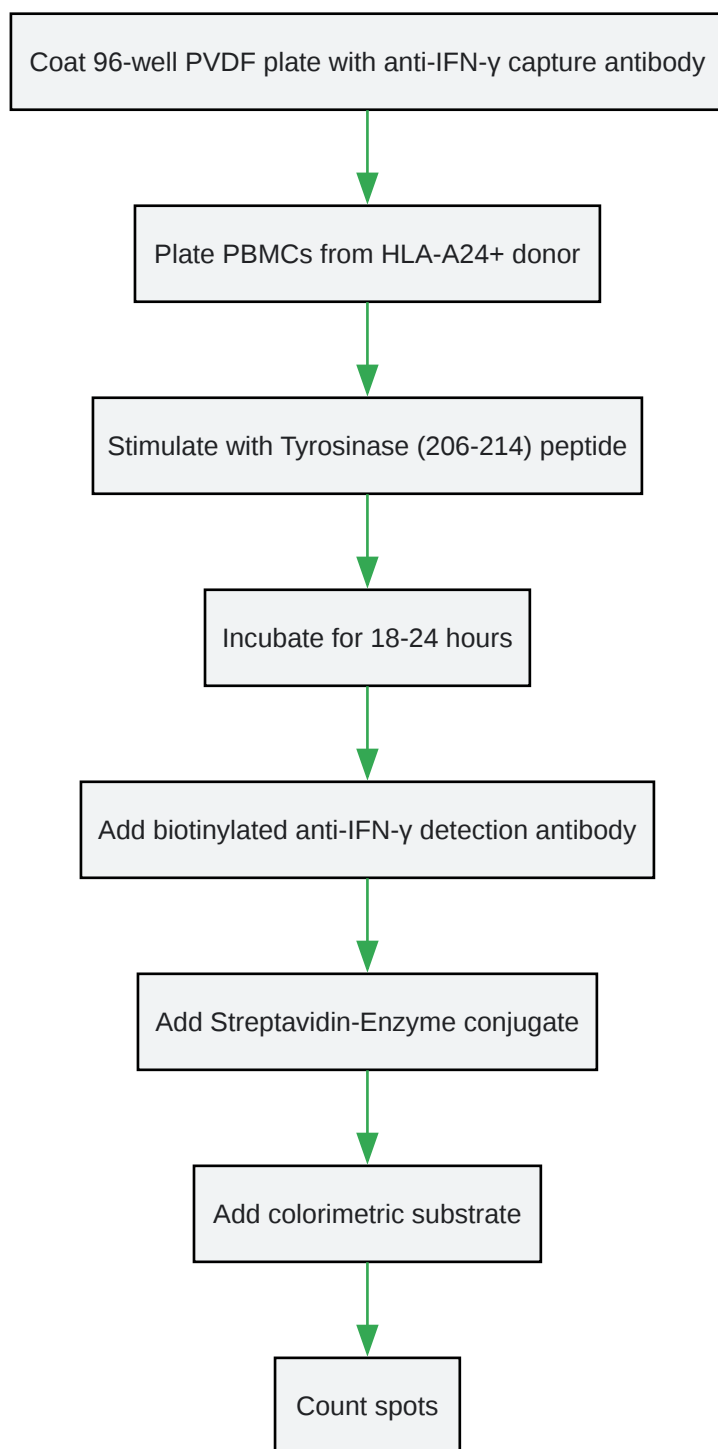 Coat 96-well PVDF plate with anti-IFN-γ capture antibody
Plate PBMCs from HLA-A24+ donor
Stimulate with Tyrosinase (206-214) peptide
Incubate for 18-24 hours
Add biotinylated anti-IFN-γ detection antibody
Add Streptavidin-Enzyme conjugate
Add colorimetric substrate
Count spots